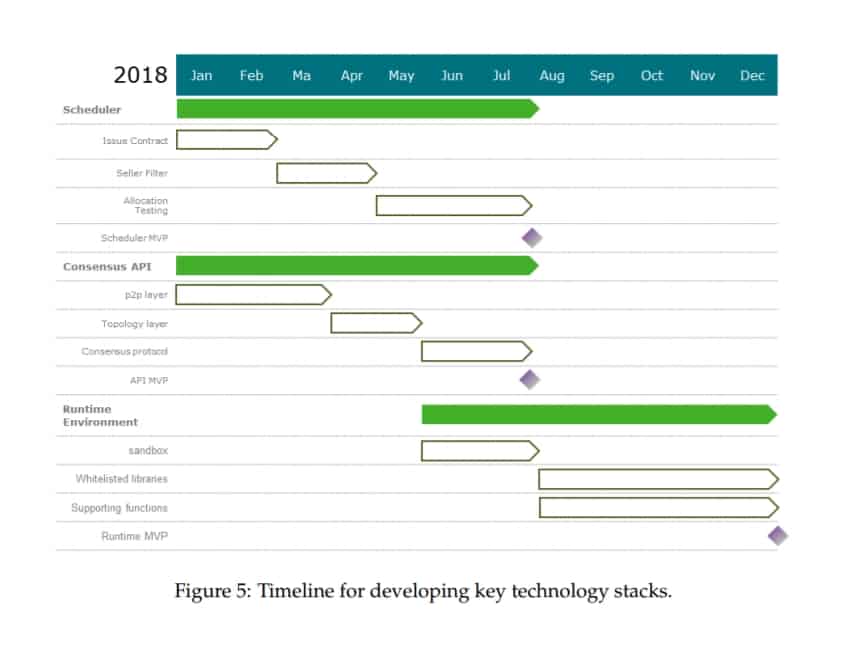 2018 Jan Feb Ma Apr May Jun Jul Aug Sep Oct Nov Dec
Scheduler
Issue Contract
Seller Filter
Allocation
Testing
Scheduler MVP
Consensus API
p2p layer
Topology layer
Consensus protocol
API MVP
Runtime
Environment
sandbox
Whitelisted libraries
Supporting functions
Runtime MVP
Figure 5: Timeline for developing key technology stacks.